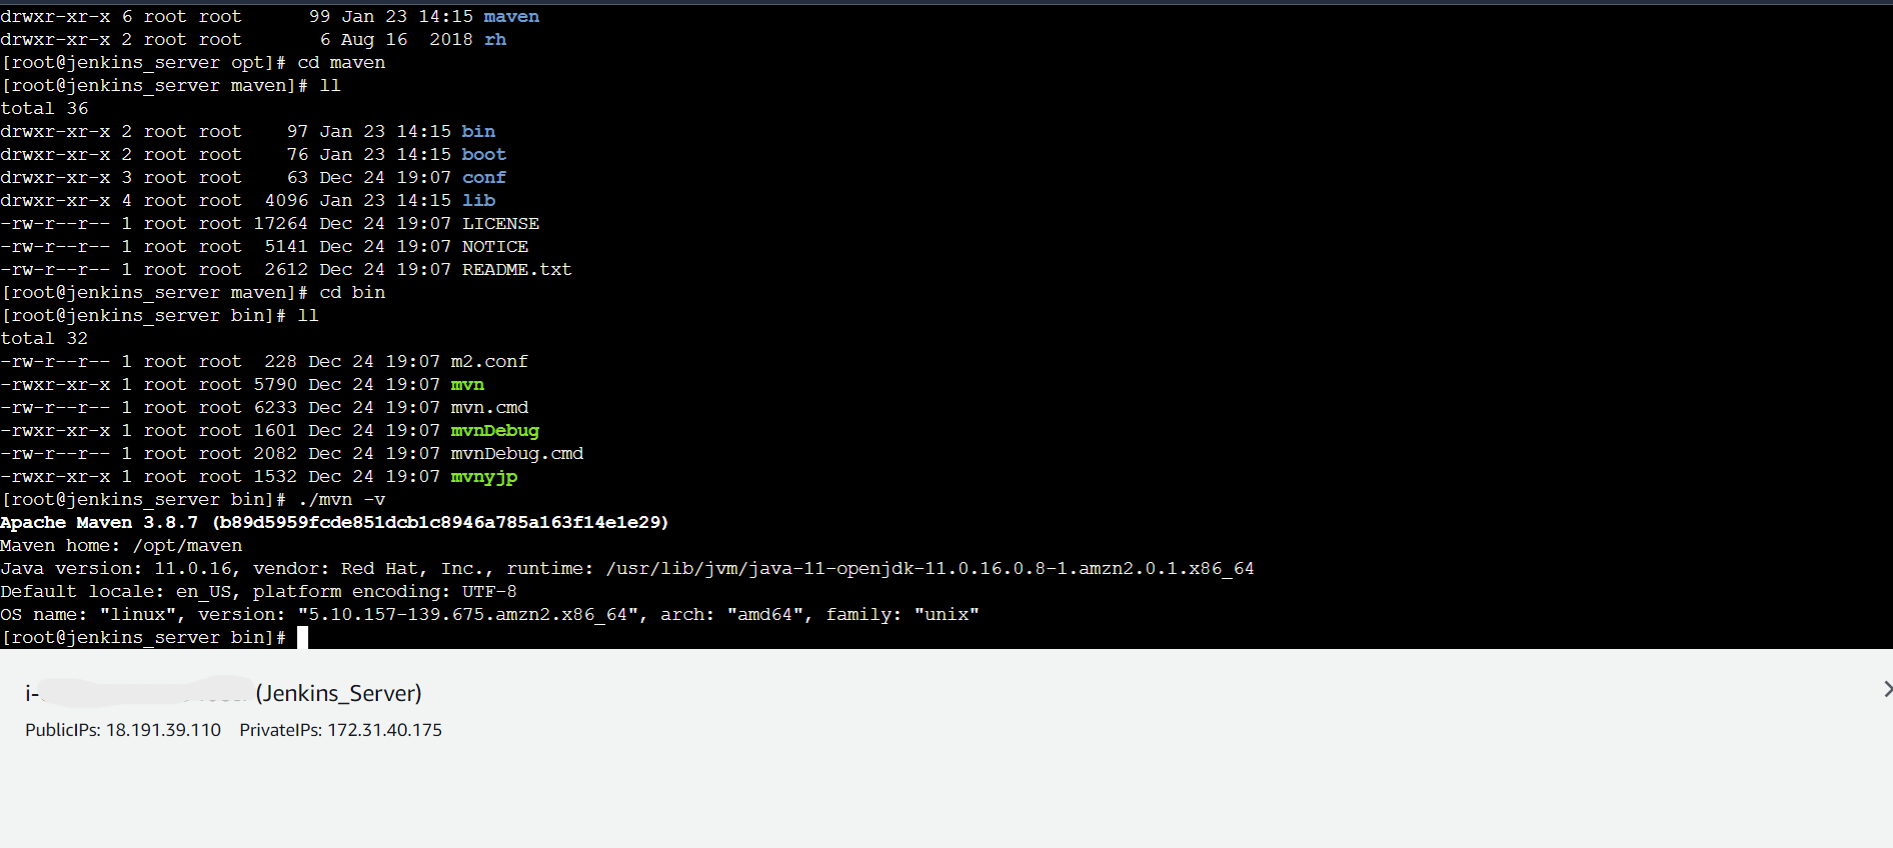 drwxr-xr-x 6 root root      99 Jan 23 14:15 maven
drwxr-xr-x 2 root root       6 Aug 16  2018 rh
[root@jenkins_server opt]# cd maven
[root@jenkins_server maven]# ll
total 36
drwxr-xr-x 2 root root    97 Jan 23 14:15 bin
drwxr-xr-x 2 root root    76 Jan 23 14:15 boot
drwxr-xr-x 3 root root    63 Dec 24 19:07 conf
drwxr-xr-x 4 root root  4096 Jan 23 14:15 lib
-rw-r--r-- 1 root root 17264 Dec 24 19:07 LICENSE
-rw-r--r-- 1 root root  5141 Dec 24 19:07 NOTICE
-rw-r--r-- 1 root root  2612 Dec 24 19:07 README.txt
[root@jenkins_server maven]# cd bin
[root@jenkins_server bin]# ll
total 32
-rw-r--r-- 1 root root  228 Dec 24 19:07 m2.conf
-rwxr-xr-x 1 root root 5790 Dec 24 19:07 mvn
-rw-r--r-- 1 root root 6233 Dec 24 19:07 mvn.cmd
-rwxr-xr-x 1 root root 1601 Dec 24 19:07 mvnDebug
-rw-r--r-- 1 root root 2082 Dec 24 19:07 mvnDebug.cmd
-rwxr-xr-x 1 root root 1532 Dec 24 19:07 mvnyjp
[root@jenkins_server bin]# ./mvn -v
Apache Maven 3.8.7 (b89d5959fcde851dcb1c8946a785a163f14e1e29)
Maven home: /opt/maven
Java version: 11.0.16, vendor: Red Hat, Inc., runtime: /usr/lib/jvm/java-11-openjdk-11.0.16.0.8-1.amzn2.0.1.x86_64
Default locale: en_US, platform encoding: UTF-8
OS name: "linux", version: "5.10.157-139.675.amzn2.x86_64", arch: "amd64", family: "unix"
[root@jenkins_server bin]#
i- (Jenkins_Server)
PublicIPs: 18.191.39.110 PrivateIPs: 172.31.40.175